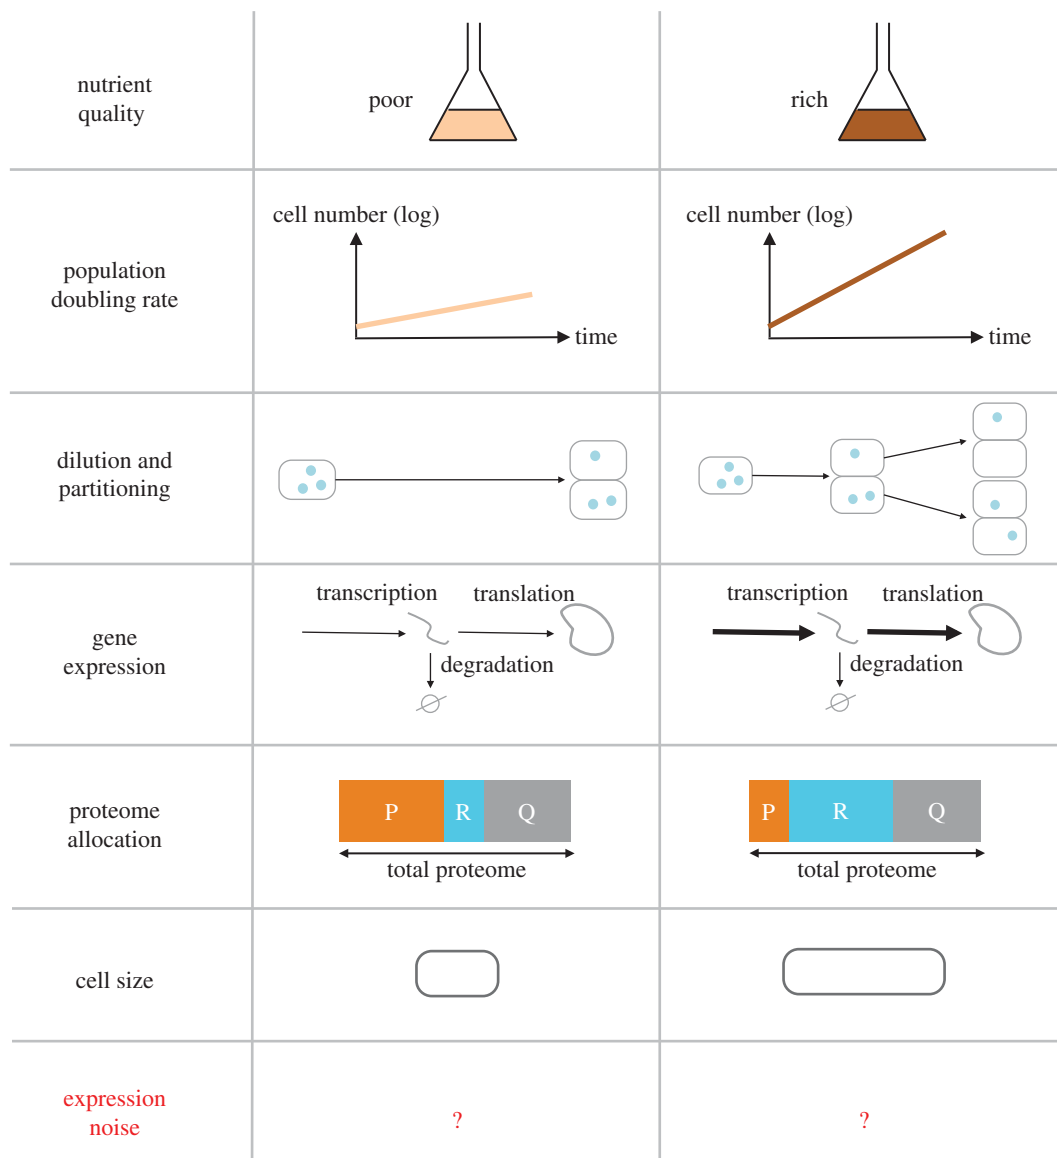 nutrient
quality
poor
rich
population
doubling rate
cell number (log)
time
cell number (log)
time
dilution and
partitioning
gene
expression
transcription
translation
degradation
transcription
translation
degradation
proteome
allocation
P R Q
total proteome
P R Q
total proteome
cell size
expression
noise
?
?